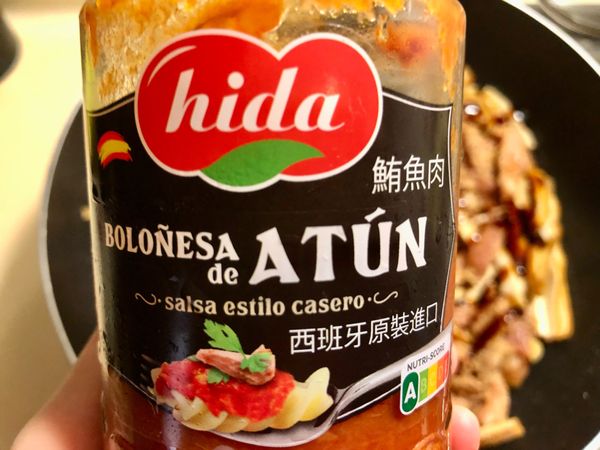 hida
鮪魚肉
BOLOÑESA
de ATÚN
salsa estilo casero
西班牙原裝進口
NUTRI-SCORE
A